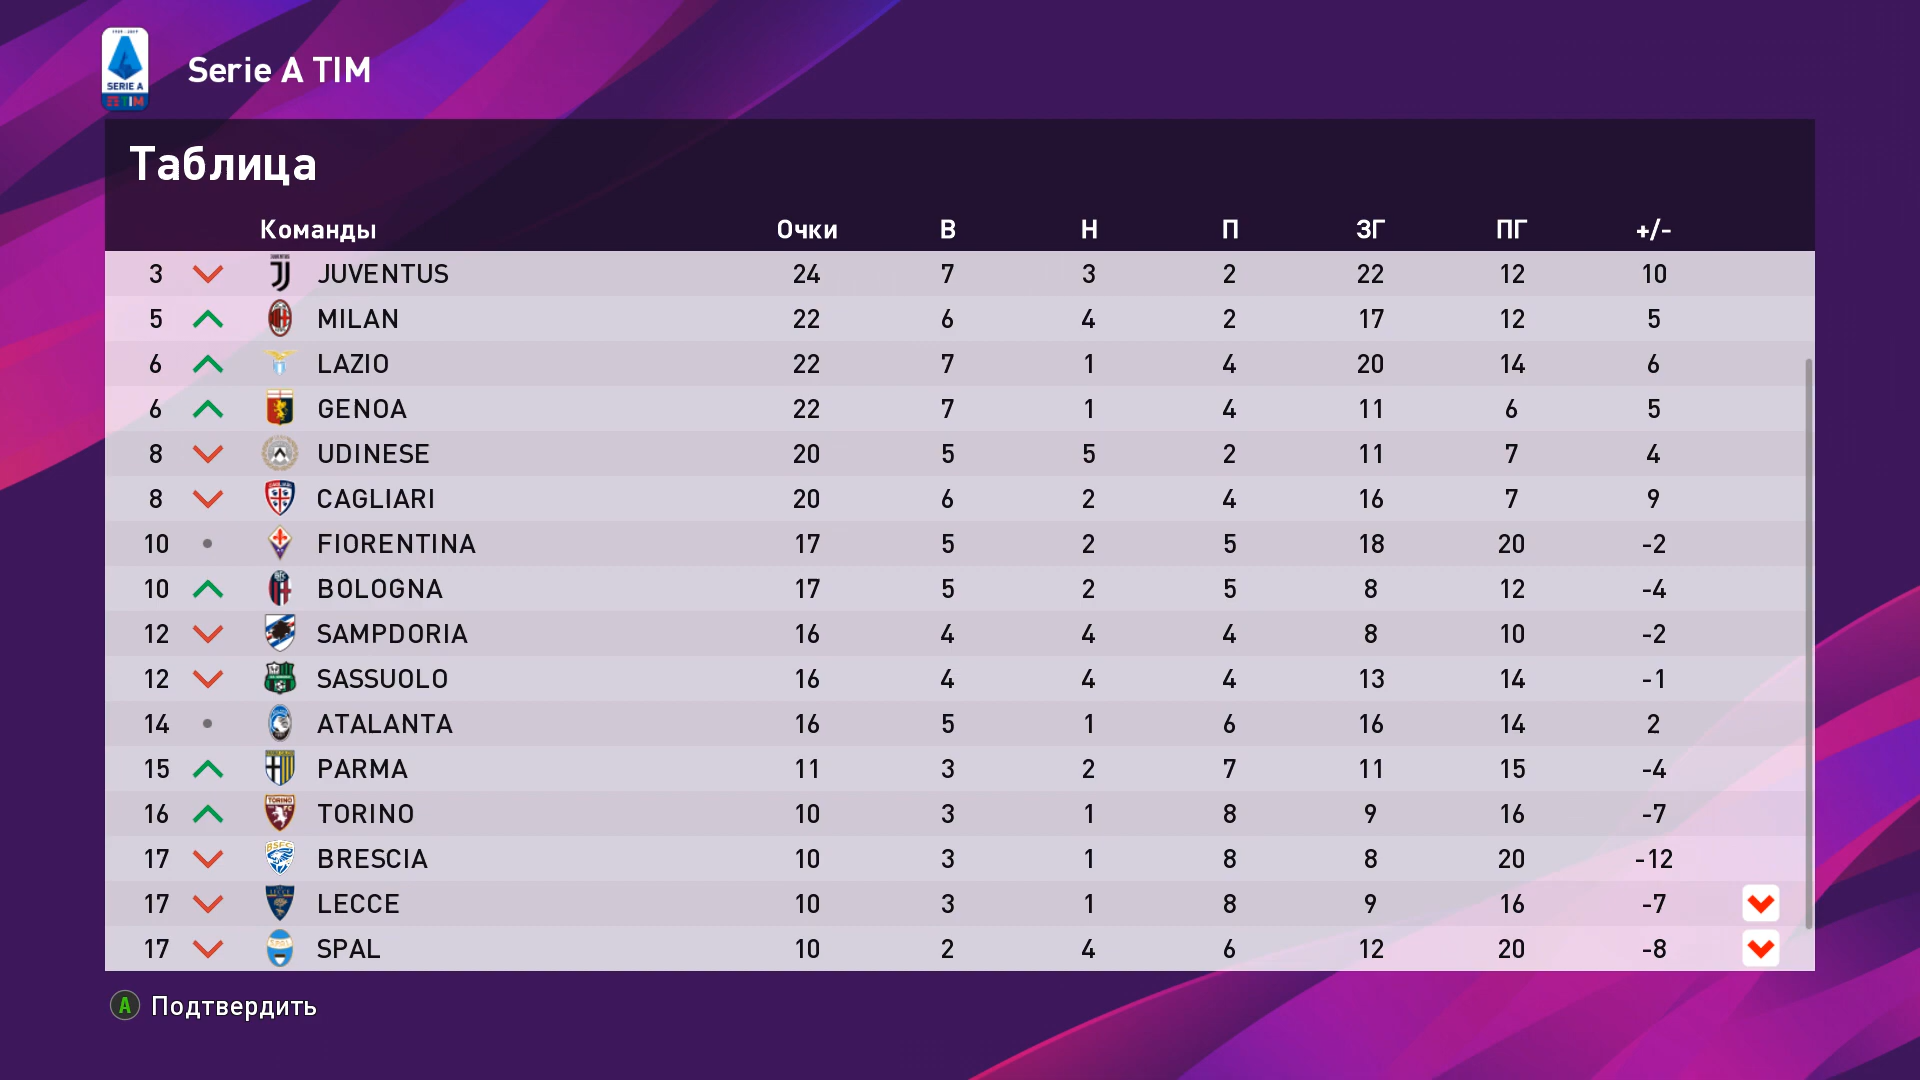 1919 - 2019
SERIE A
TIM
Serie A TIM
Таблица
Команды Очки В Н П ЗГ ПГ +/-
3 JUVENTUS 24 7 3 2 22 12 10
5 MILAN 22 6 4 2 17 12 5
6 LAZIO 22 7 1 4 20 14 6
6 GENOA 22 7 1 4 11 6 5
8 UDINESE 20 5 5 2 11 7 4
8 CAGLIARI 20 6 2 4 16 7 9
10 FIORENTINA 17 5 2 5 18 20 -2
10 BOLOGNA 17 5 2 5 8 12 -4
12 SAMPDORIA 16 4 4 4 8 10 -2
12 SASSUOLO 16 4 4 4 13 14 -1
14 ATALANTA 16 5 1 6 16 14 2
15 PARMA 11 3 2 7 11 15 -4
16 TORINO 10 3 1 8 9 16 -7
17 BRESCIA 10 3 1 8 8 20 -12
17 LECCE 10 3 1 8 9 16 -7
17 SPAL 10 2 4 6 12 20 -8
A Подтвердить